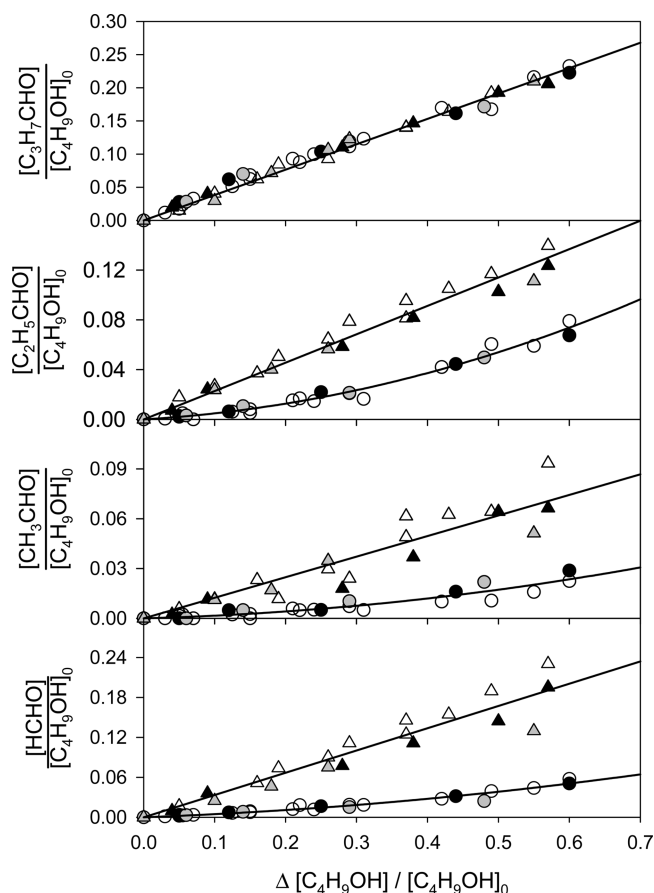 [C₃H₇CHO]
[C₄H₉OH]₀
0.30
0.25
0.20
0.15
0.10
0.05
0.00
[C₂H₅CHO]
[C₄H₉OH]₀
0.12
0.08
0.04
0.00
[CH₃CHO]
[C₄H₉OH]₀
0.09
0.06
0.03
0.00
[HCHO]
[C₄H₉OH]₀
0.24
0.18
0.12
0.06
0.00
0.0 0.1 0.2 0.3 0.4 0.5 0.6 0.7
Δ [C₄H₉OH] / [C₄H₉OH]₀